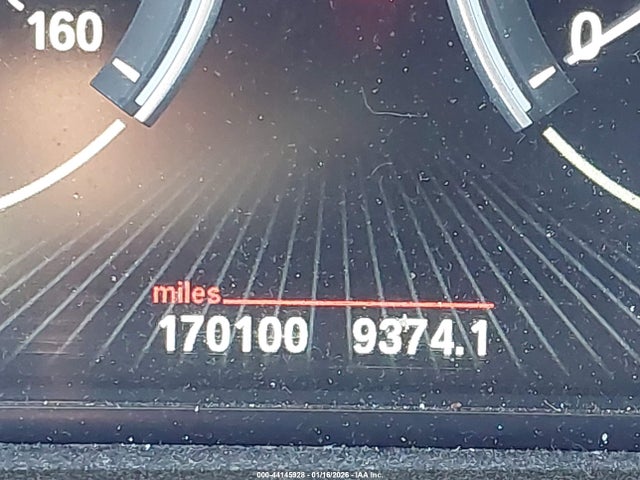 160 0
miles
170100 9374.1
000-44145928 - 01/16/2026 - IAA Inc.